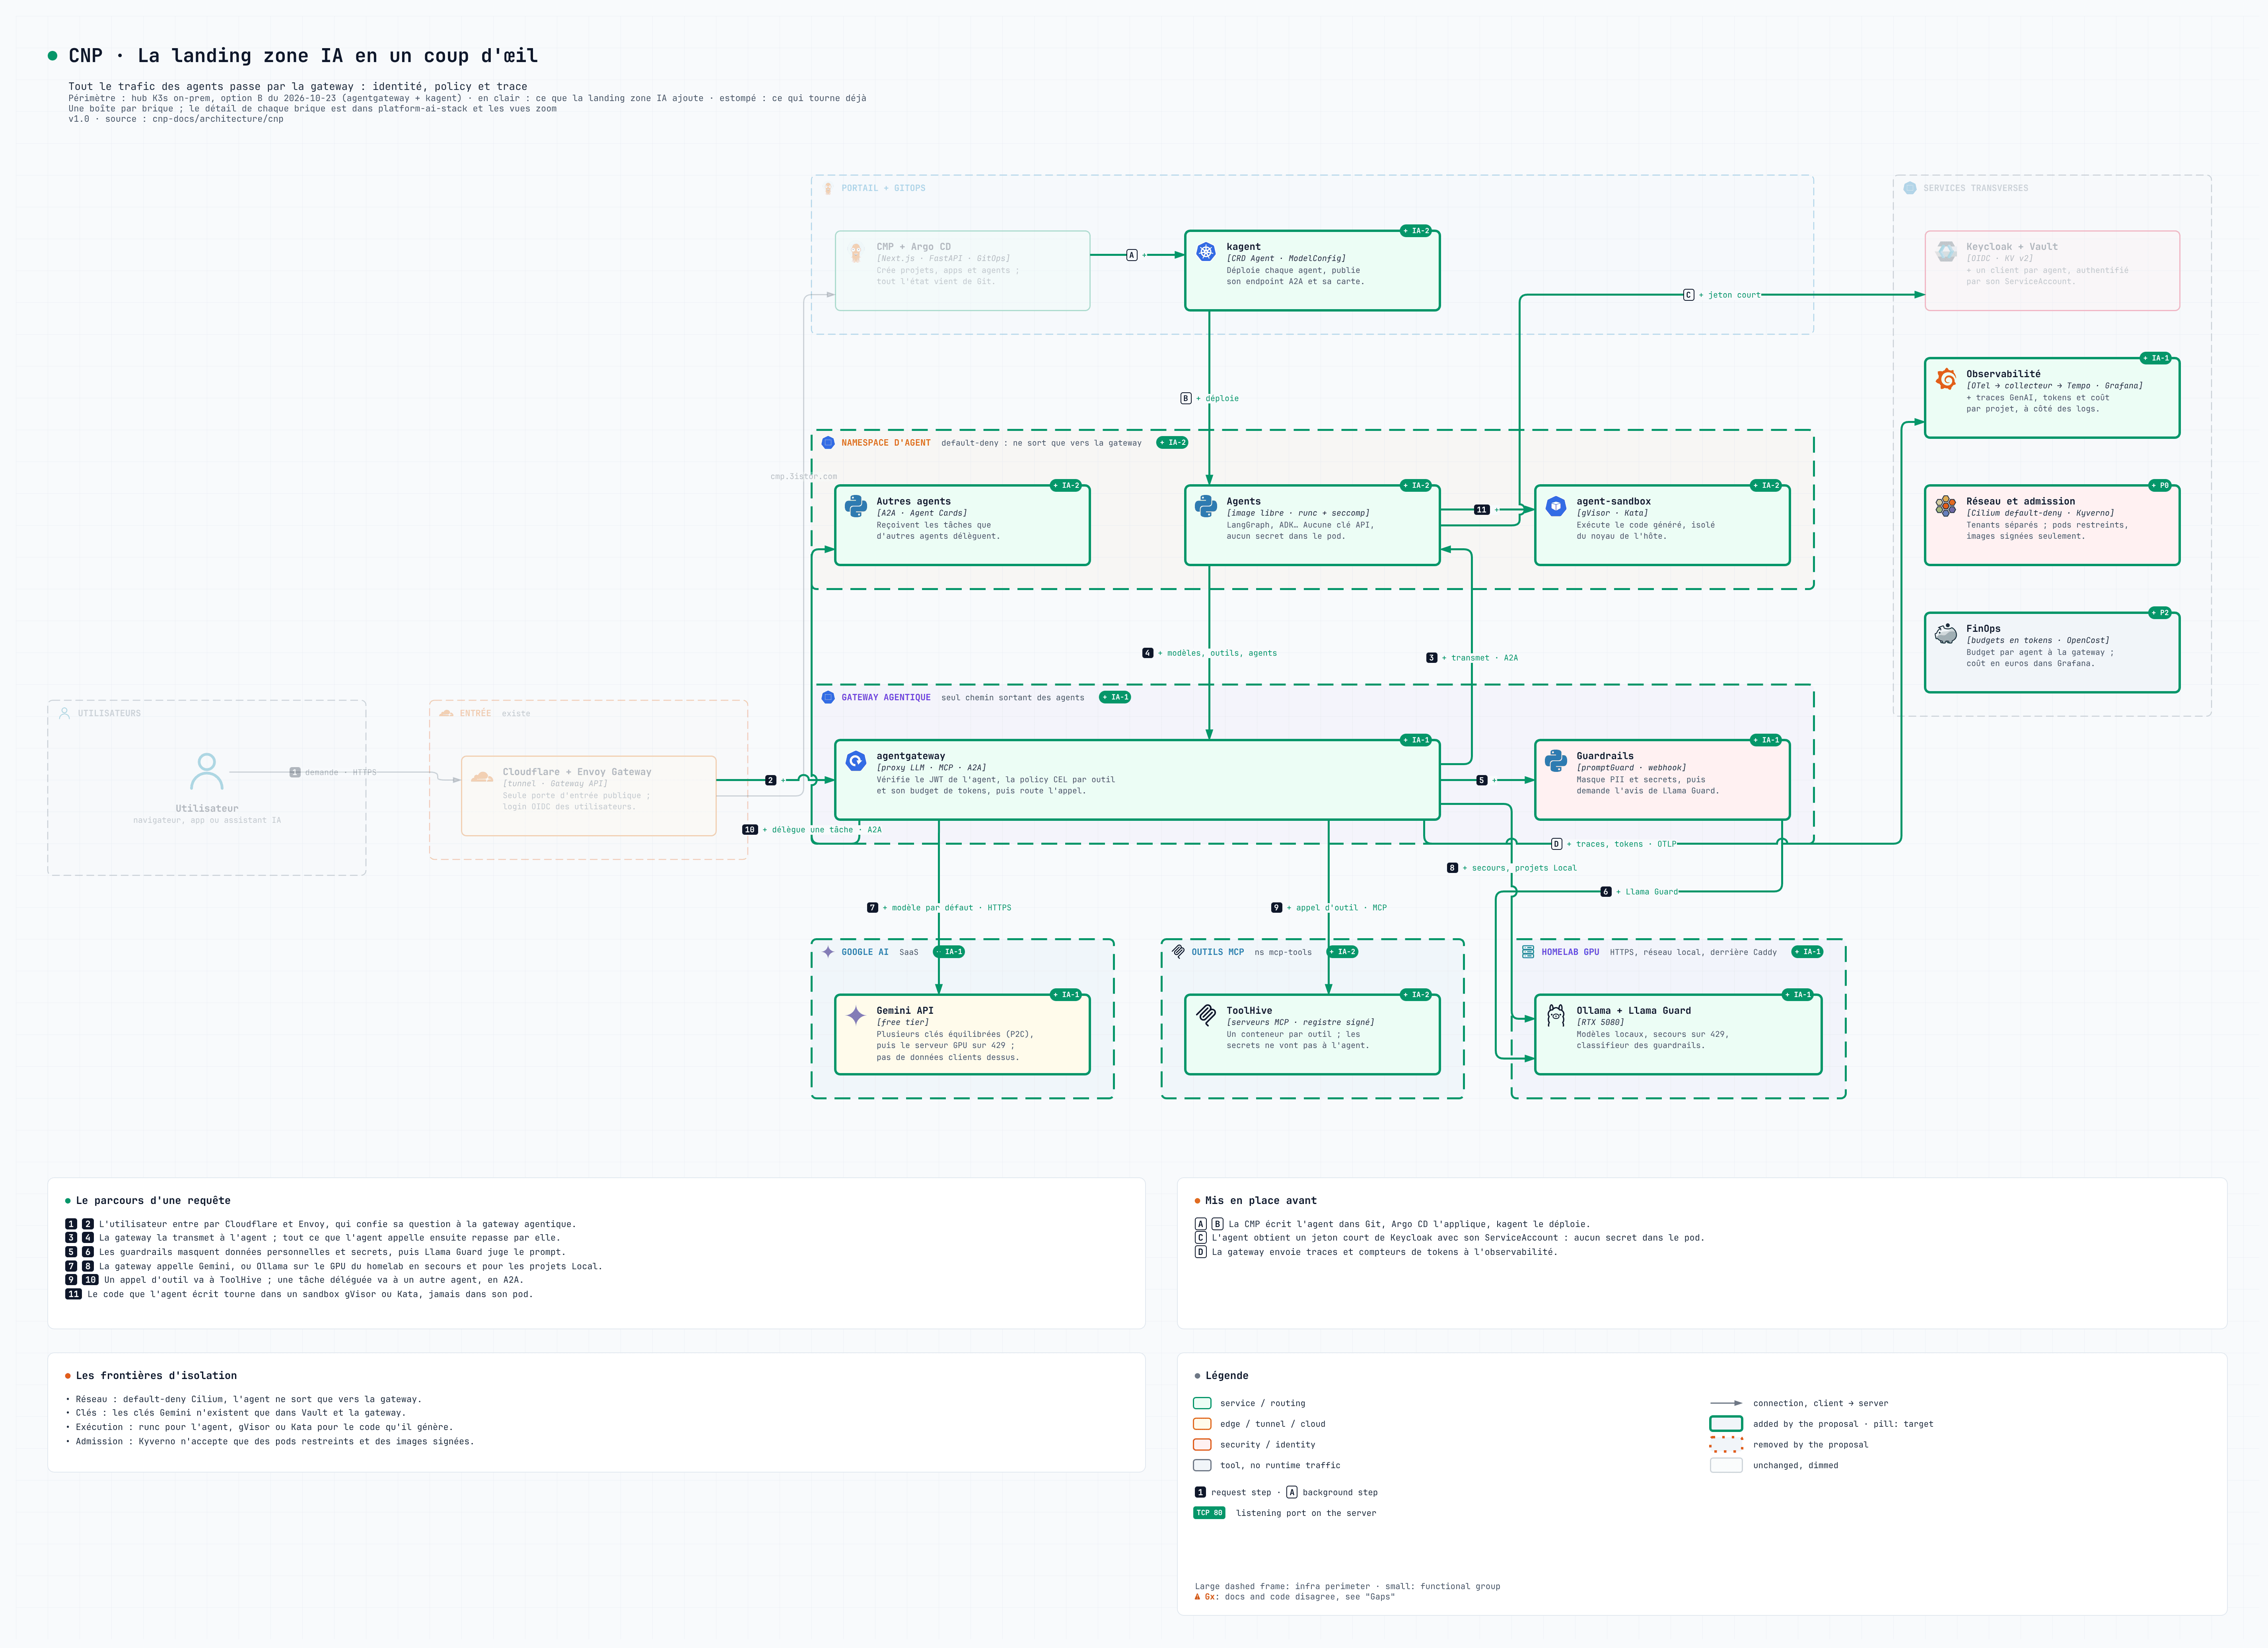 CNP · La landing zone IA en un coup d'œil
Tout le trafic des agents passe par la gateway : identité, policy et trace
Périmètre : hub K3s on-prem, option B du 2026-10-23 (agentgateway + kagent) · en clair : ce que la landing zone IA ajoute · estompé : ce qui tourne déjà
Une boîte par brique ; le détail de chaque brique est dans platform-ai-stack et les vues zoom
v1.0 · source : cnp-docs/architecture/cnp
PORTAIL + GITOPS
CMP + Argo CD
[Next.js · FastAPI · GitOps]
Crée projets, apps et agents ;
tout l'état vient de Git.
A +
+ IA-2
kagent
[CRD Agent · ModelConfig]
Déploie chaque agent, publie
son endpoint A2A et sa carte.
C + jeton court
SERVICES TRANSVERSES
Keycloak + Vault
[OIDC · KV v2]
+ un client par agent, authentifié
par son ServiceAccount.
+ IA-1
Observabilité
[OTel → collecteur → Tempo · Grafana]
+ traces GenAI, tokens et coût
par projet, à côté des logs.
+ P0
Réseau et admission
[Cilium default-deny · Kyverno]
Tenants séparés ; pods restreints,
images signées seulement.
+ P2
FinOps
[budgets en tokens · OpenCost]
Budget par agent à la gateway ;
coût en euros dans Grafana.
B + déploie
NAMESPACE D'AGENT default-deny : ne sort que vers la gateway + IA-2
cmp.3istor.com
+ IA-2
Autres agents
[A2A · Agent Cards]
Reçoivent les tâches que
d'autres agents délèguent.
+ IA-2
Agents
[image libre · runc + seccomp]
LangGraph, ADK… Aucune clé API,
aucun secret dans le pod.
11 +
+ IA-2
agent-sandbox
[gVisor · Kata]
Exécute le code généré, isolé
du noyau de l'hôte.
4 + modèles, outils, agents
3 + transmet · A2A
GATEWAY AGENTIQUE seul chemin sortant des agents + IA-1
UTILISATEURS
Utilisateur
navigateur, app ou assistant IA
1 demande · HTTPS
ENTRÉE existe
Cloudflare + Envoy Gateway
[tunnel · Gateway API]
Seule porte d'entrée publique ;
login OIDC des utilisateurs.
2 +
+ IA-1
agentgateway
[proxy LLM · MCP · A2A]
Vérifie le JWT de l'agent, la policy CEL par outil
et son budget de tokens, puis route l'appel.
5 +
+ IA-1
Guardrails
[promptGuard · webhook]
Masque PII et secrets, puis
demande l'avis de Llama Guard.
10 + délègue une tâche · A2A
D + traces, tokens · OTLP
8 + secours, projets Local
6 + Llama Guard
7 + modèle par défaut · HTTPS
9 + appel d'outil · MCP
GOOGLE AI SaaS + IA-1
+ IA-1
Gemini API
[free tier]
Plusieurs clés équilibrées (P2C),
puis le serveur GPU sur 429 ;
pas de données clients dessus.
OUTILS MCP ns mcp-tools + IA-2
+ IA-2
ToolHive
[serveurs MCP · registre signé]
Un conteneur par outil ; les
secrets ne vont pas à l'agent.
HOMELAB GPU HTTPS, réseau local, derrière Caddy + IA-1
+ IA-1
Ollama + Llama Guard
[RTX 5080]
Modèles locaux, secours sur 429,
classifieur des guardrails.
Le parcours d'une requête
1 2 L'utilisateur entre par Cloudflare et Envoy, qui confie sa question à la gateway agentique.
3 4 La gateway la transmet à l'agent ; tout ce que l'agent appelle ensuite repasse par elle.
5 6 Les guardrails masquent données personnelles et secrets, puis Llama Guard juge le prompt.
7 8 La gateway appelle Gemini, ou Ollama sur le GPU du homelab en secours et pour les projets Local.
9 10 Un appel d'outil va à ToolHive ; une tâche déléguée va à un autre agent, en A2A.
11 Le code que l'agent écrit tourne dans un sandbox gVisor ou Kata, jamais dans son pod.
Mis en place avant
A B La CMP écrit l'agent dans Git, Argo CD l'applique, kagent le déploie.
C L'agent obtient un jeton court de Keycloak avec son ServiceAccount : aucun secret dans le pod.
D La gateway envoie traces et compteurs de tokens à l'observabilité.
Les frontières d'isolation
• Réseau : default-deny Cilium, l'agent ne sort que vers la gateway.
• Clés : les clés Gemini n'existent que dans Vault et la gateway.
• Exécution : runc pour l'agent, gVisor ou Kata pour le code qu'il génère.
• Admission : Kyverno n'accepte que des pods restreints et des images signées.
Légende
service / routing
edge / tunnel / cloud
security / identity
tool, no runtime traffic
1 request step · A background step
TCP 80 listening port on the server
connection, client → server
added by the proposal · pill: target
removed by the proposal
unchanged, dimmed
Large dashed frame: infra perimeter · small: functional group
▲ Gx: docs and code disagree, see "Gaps"